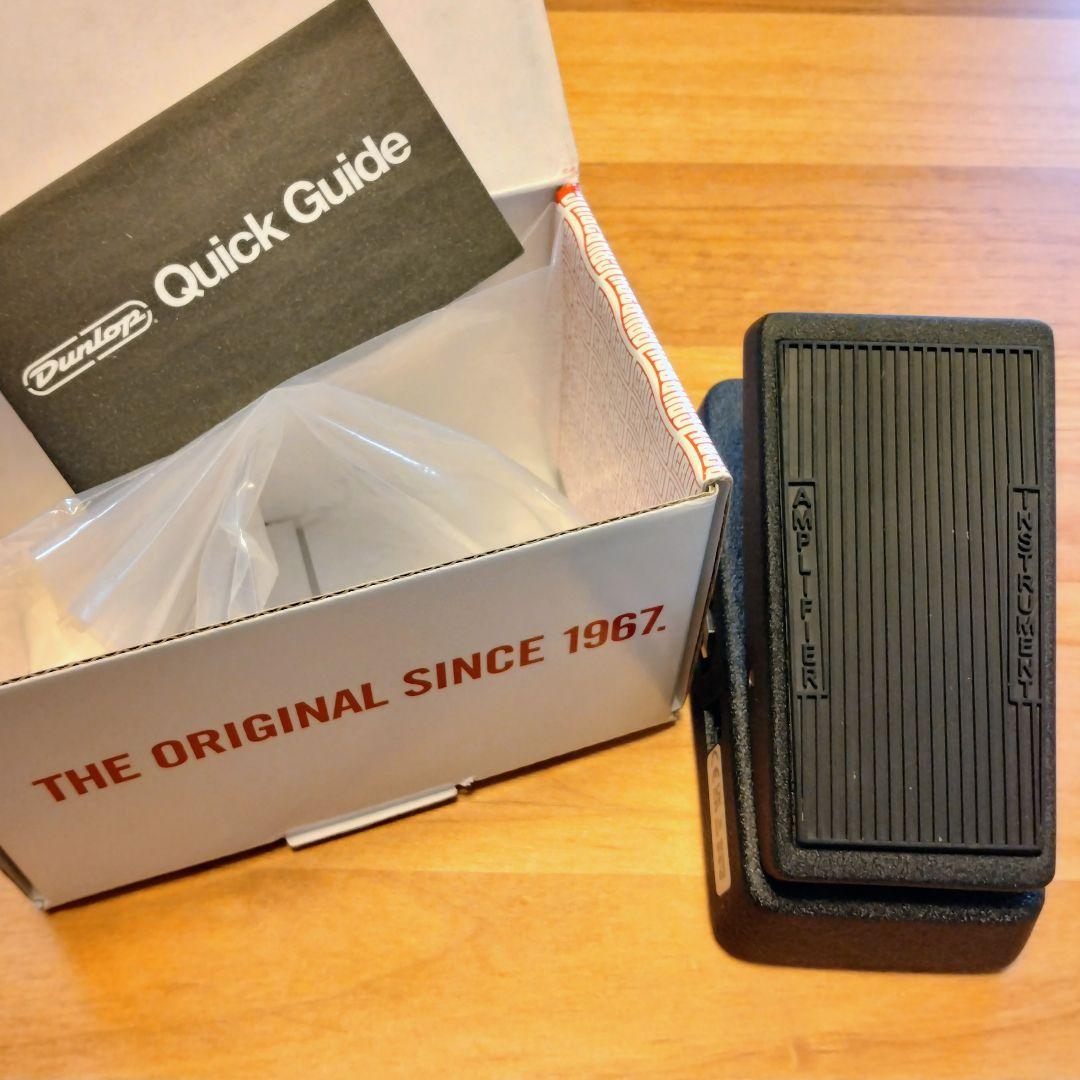 Dunlop
Quick Guide
THE ORIGINAL SINCE 1967.
AMPLIFIER
INSTRUMENT